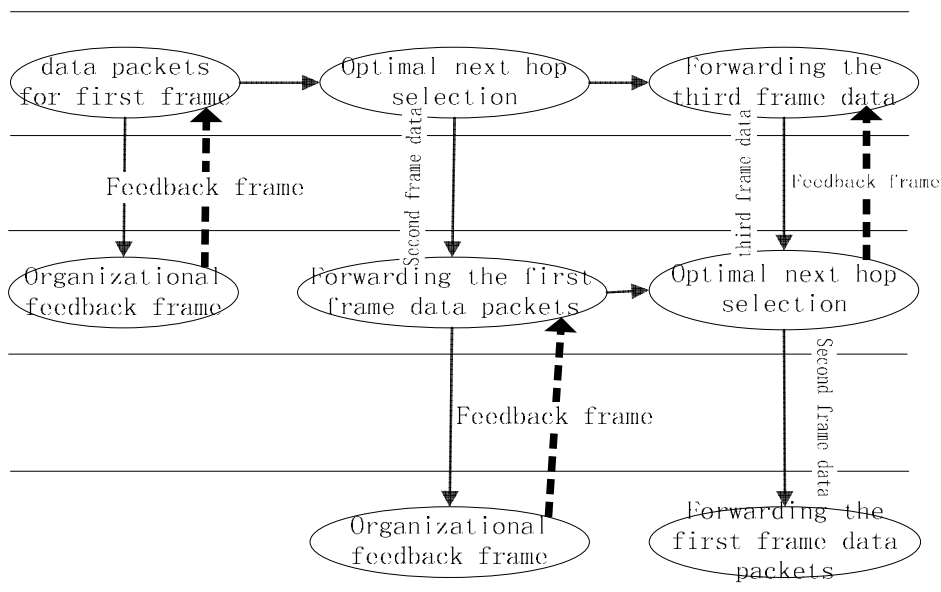 data packets
for first frame
Optimal next hop
selection
Forwarding the
third frame data
Feedback frame
Second frame data
third frame data
Feedback frame
Organizational
feedback frame
Forwarding the first
frame data packets
Optimal next hop
selection
Feedback frame
Second frame data
Organizational
feedback frame
Forwarding the
first frame data
packets